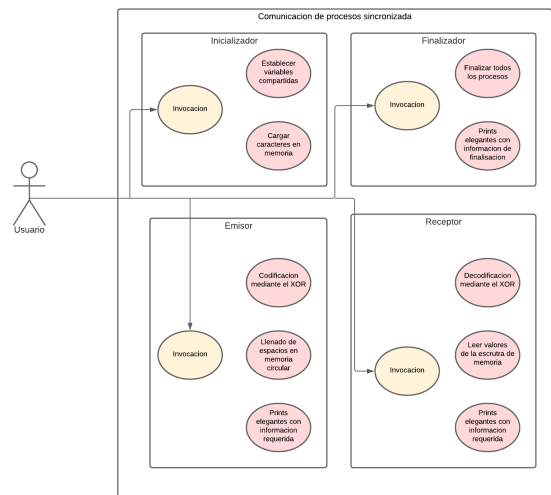 Comunicacion de procesos sincronizada
Inicializador
Establecer
variables
compartidas
Invocacion
Cargar
caracteres en
memoria
Finalizador
Finalizar todos
los procesos
Invocacion
Prints
elegantes con
informacion de
finalisacion
Usuario
Emisor
Codificacion
mediante el XOR
Invocacion
Llenado de
espacios en
memoria
circular
Prints
elegantes con
informacion
requerida
Receptor
Decodificacion
mediante el XOR
Invocacion
Leer valores
de la escrutra de
memoria
Prints
elegantes con
informacion
requerida